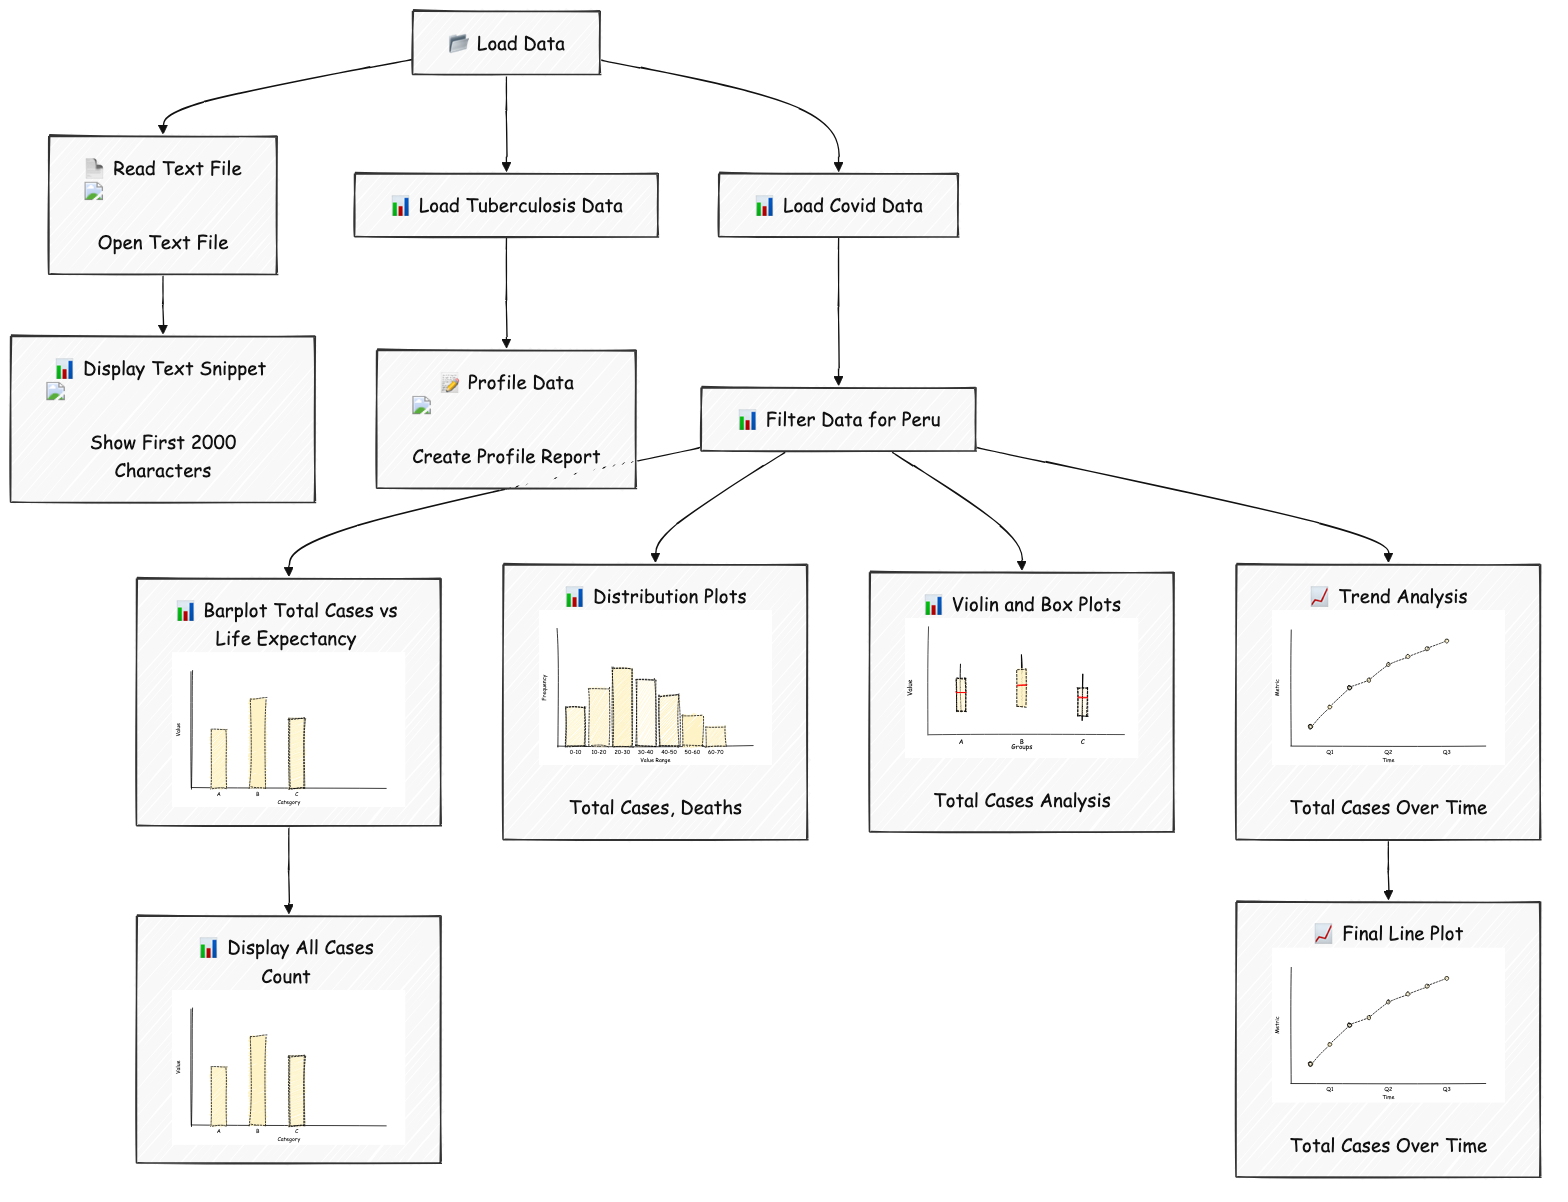 Load Data
Read Text File
Open Text File
Load Tuberculosis Data
Load Covid Data
Display Text Snippet
Show First 2000
Characters
Profile Data
Create Profile Report
Filter Data for Peru
Barplot Total Cases vs
Life Expectancy
Value
A B C
Category
Distribution Plots
Frequency
0-10 10-20 20-30 30-40 40-50 50-60 60-70
Value Range
Total Cases, Deaths
Violin and Box Plots
Value
A B C
Groups
Total Cases Analysis
Trend Analysis
Metric
Q1 Q2 Q3
Time
Total Cases Over Time
Display All Cases
Count
Value
A B C
Category
Final Line Plot
Metric
Q1 Q2 Q3
Time
Total Cases Over Time